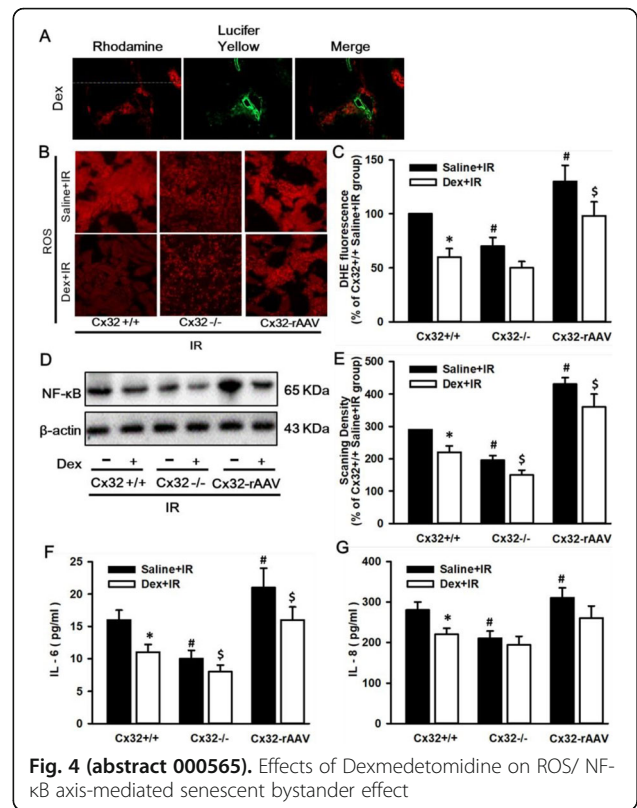 A
Rhodamine
Lucifer
Yellow
Merge
Dex
B
ROS
Saline+IR
Dex+IR
Cx32+/+
Cx32-/-
Cx32-rAAV
IR
C
Saline+IR
Dex+IR
DHE fluorescence
(% of Cx32+/+ Saline+IR group)
150
100
50
0
*
#
#
$
Cx32+/+
Cx32-/-
Cx32-rAAV
D
NF-κB
65 KDa
β-actin
43 KDa
Dex
− + − + − +
Cx32+/+
Cx32-/-
Cx32-rAAV
IR
E
Saline+IR
Dex+IR
Scaning Density
(% of Cx32+/+ Saline+IR group)
500
400
300
200
100
0
*
#
$
#
$
Cx32+/+
Cx32-/-
Cx32-rAAV
F
Saline+IR
Dex+IR
IL - 6 ( pg/ml )
25
20
15
10
5
0
*
#
$
#
$
Cx32+/+
Cx32-/-
Cx32-rAAV
G
Saline+IR
Dex+IR
IL - 8 ( pg/ml )
400
300
200
100
0
*
#
#
Cx32+/+
Cx32-/-
Cx32-rAAV
Fig. 4 (abstract 000565). Effects of Dexmedetomidine on ROS/ NF-
κB axis-mediated senescent bystander effect